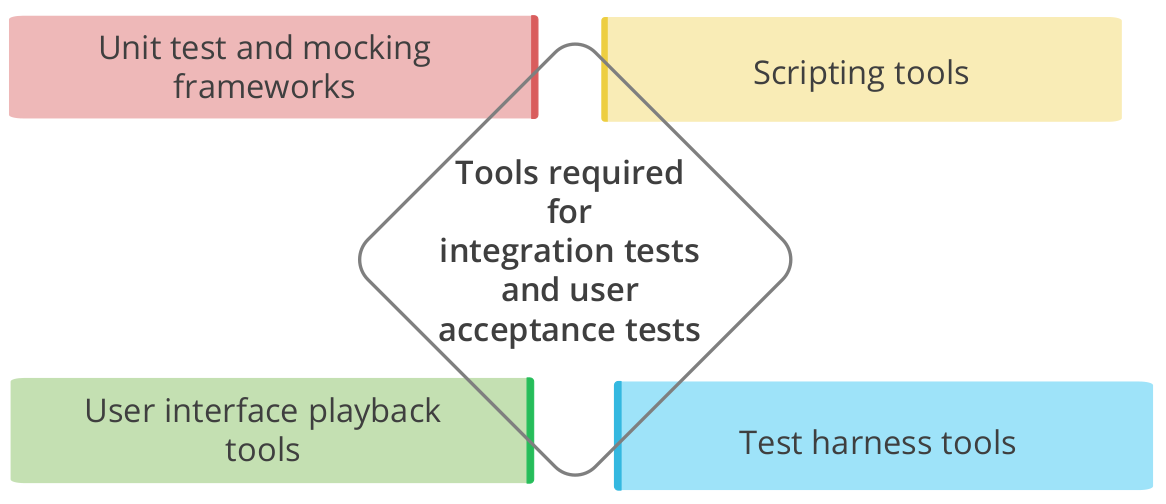 Unit test and mocking
frameworks
Scripting tools
Tools required
for
integration tests
and user
acceptance tests
User interface playback
tools
Test harness tools